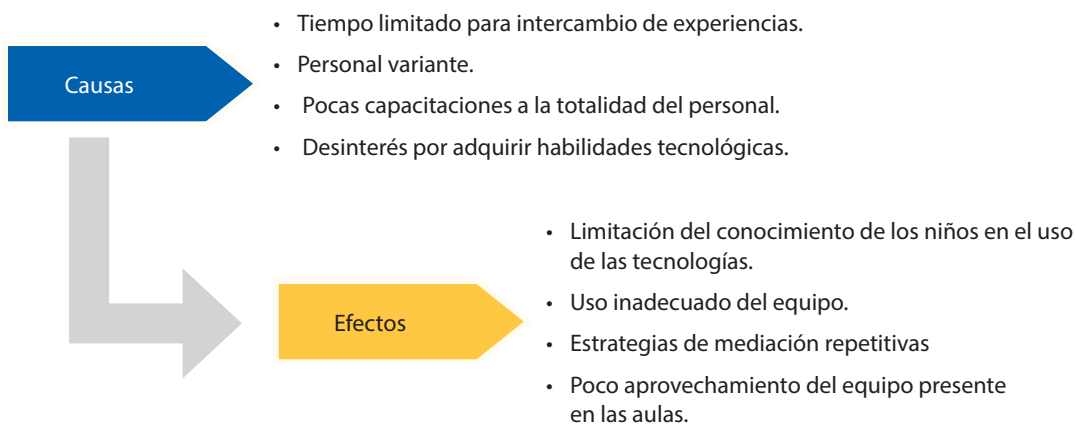 • Tiempo limitado para intercambio de experiencias.
Causas
• Personal variante.
• Pocas capacitaciones a la totalidad del personal.
• Desinterés por adquirir habilidades tecnológicas.
Efectos
• Limitación del conocimiento de los niños en el uso
de las tecnologías.
• Uso inadecuado del equipo.
• Estrategias de mediación repetitivas
• Poco aprovechamiento del equipo presente
en las aulas.